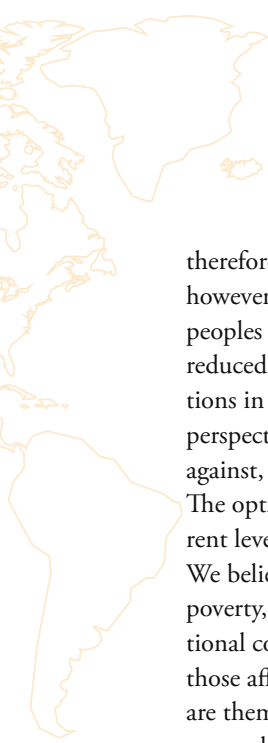 therefore
however
peoples
reduced
tions in
perspect
against,
The opt
rent leve
We belie
poverty,
tional co
those aff
are them